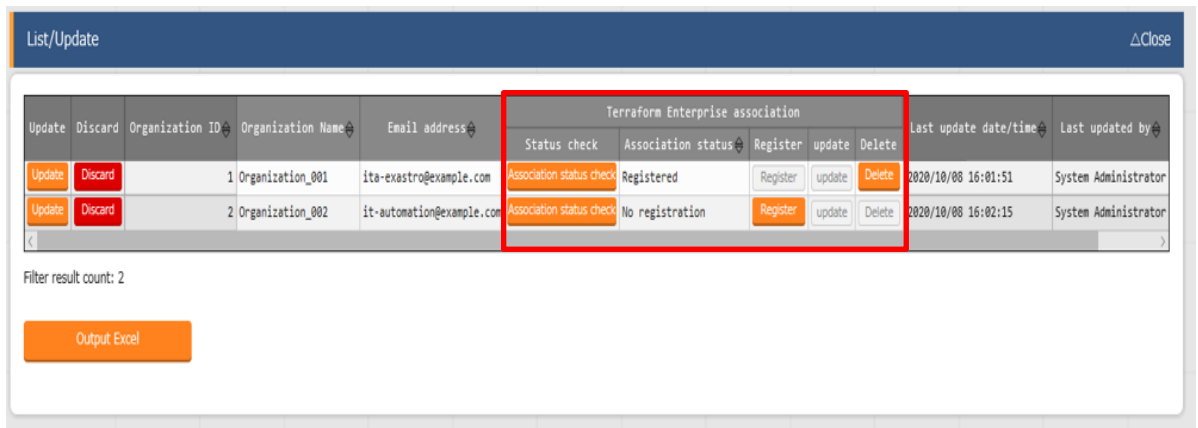 List/Update △Close
Terraform Enterprise association
Update Discard Organization ID Organization Name Email address Status check Association status Register update Delete Last update date/time Last updated by
Update Discard 1 Organization_001 ita-exastro@example.com Association status check Registered Register update Delete 2020/10/08 16:01:51 System Administrator
Update Discard 2 Organization_002 it-automation@example.com Association status check No registration Register update Delete 2020/10/08 16:02:15 System Administrator
Filter result count: 2
Output Excel